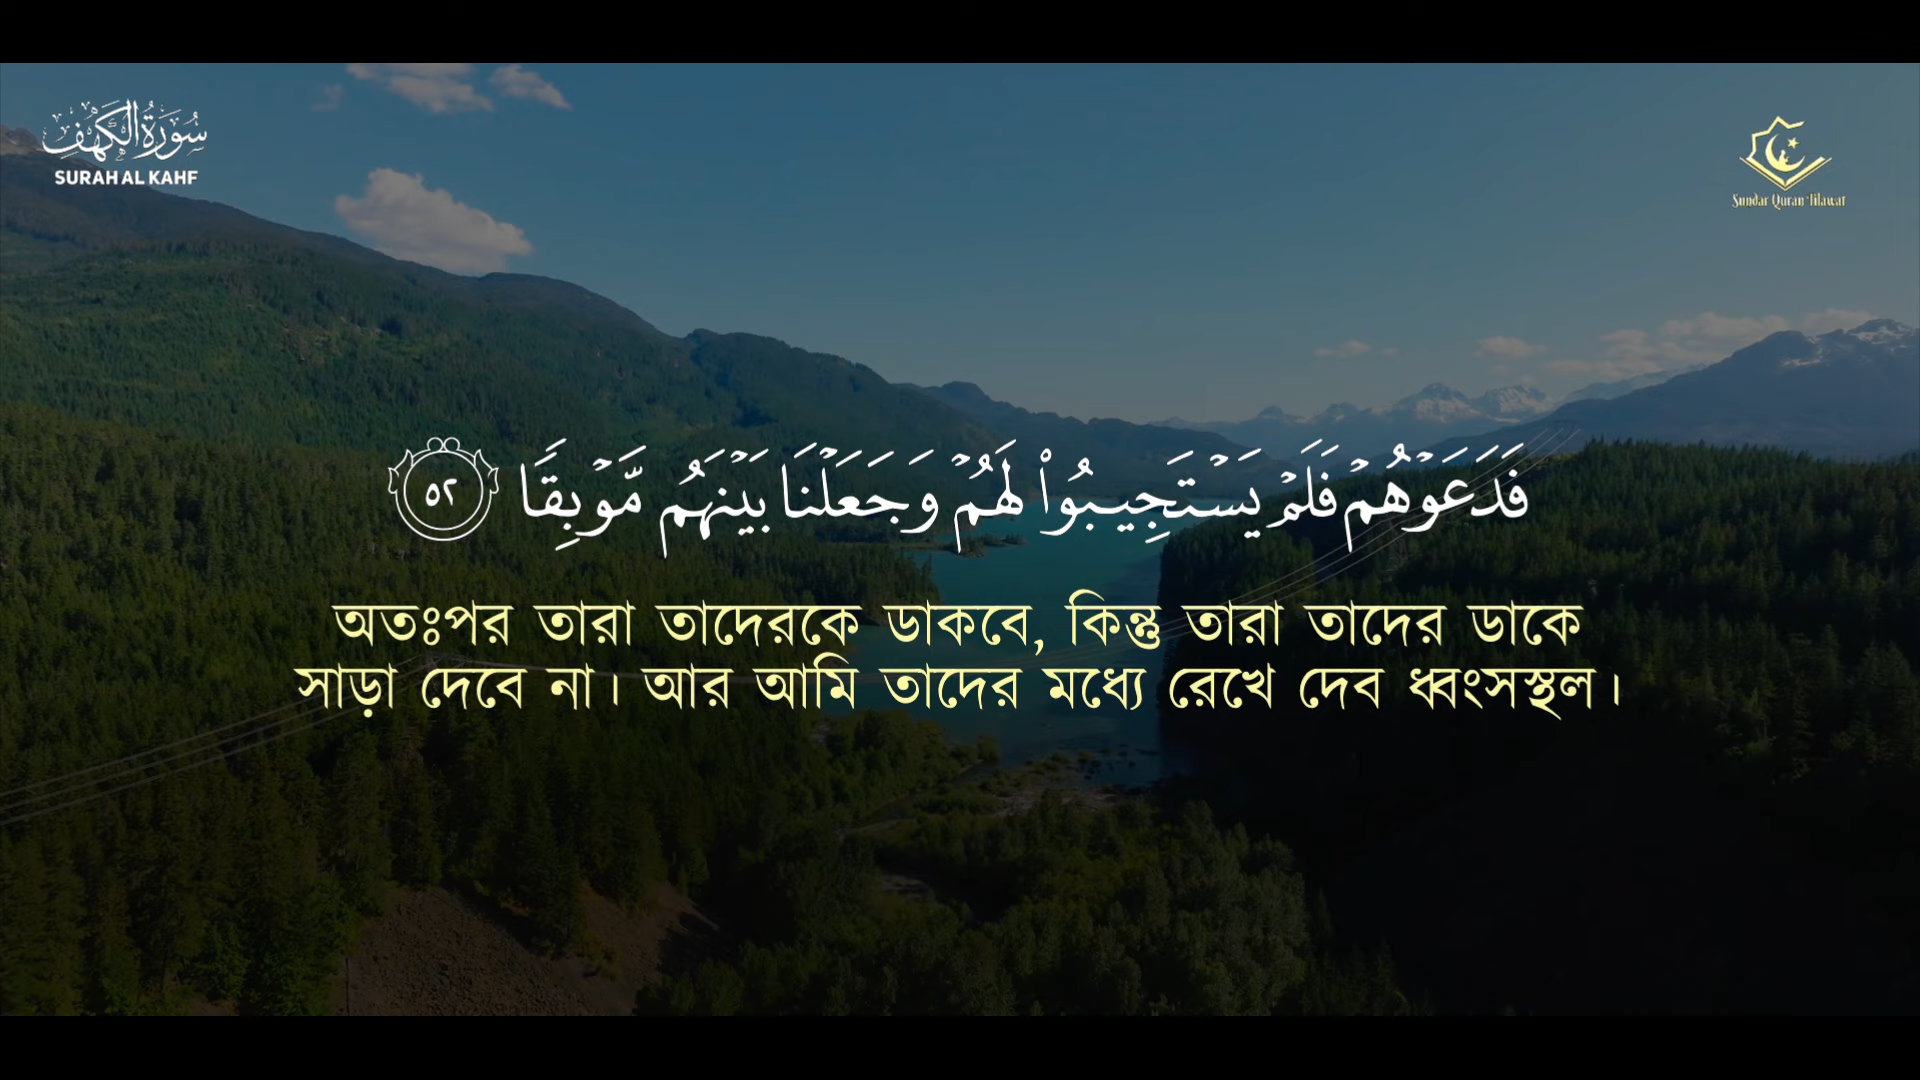 سُورَةُ الكَهْفِ
SURAH AL KAHF
Sundar Quran Tilawat
فَدَعَوْهُمْ فَلَمْ يَسْتَجِيبُوا۟ لَهُمْ وَجَعَلْنَا بَيْنَهُم مَّوْبِقًا ٥٢
অতঃপর তারা তাদেরকে ডাকবে, কিন্তু তারা তাদের ডাকে
সাড়া দেবে না। আর আমি তাদের মধ্যে রেখে দেব ধ্বংসস্থল।